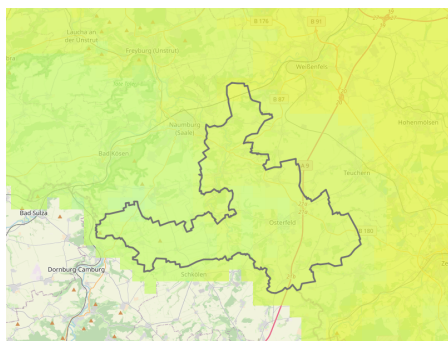 Laucha an
der Unstrut
B 176
B 91
Freyburg (Unstrut)
Weißenfels
B 87
Naumburg
(Saale)
Hohenmölsen
Bad Kösen
A 9
Teuchern
Bad Sulza
Osterfeld
B 180
Dornburg-Camburg
Schkölen